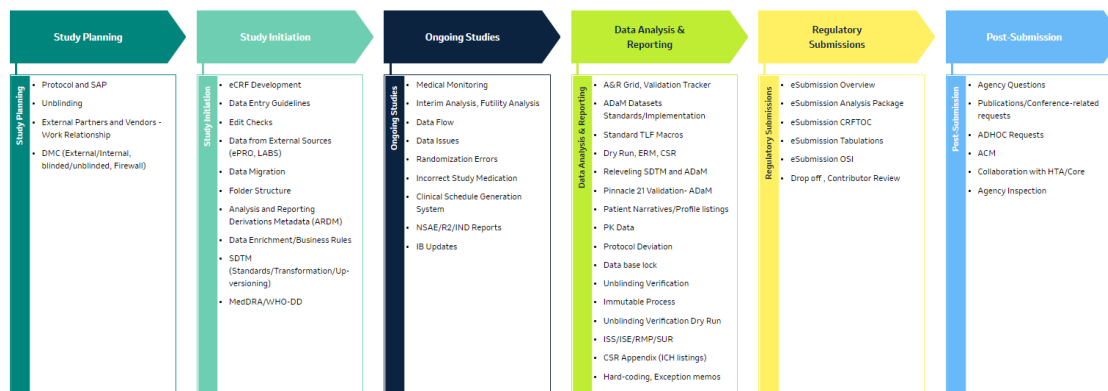 Study Planning
Study Initiation
Ongoing Studies
Data Analysis &
Reporting
Regulatory
Submissions
Post-Submission
Study Planning
• Protocol and SAP
• Unblinding
• External Partners and Vendors -
Work Relationship
• DMC (External/Internal,
blinded/unblinded, Firewall)
Study Initiation
• eCRF Development
• Data Entry Guidelines
• Edit Checks
• Data from External Sources
(ePRO, LABS)
• Data Migration
• Folder Structure
• Analysis and Reporting
Derivations Metadata (ARDM)
• Data Enrichment/Business Rules
• SDTM
(Standards/Transformation/Up-
versioning)
• MedDRA/WHO-DD
Ongoing Studies
• Medical Monitoring
• Interim Analysis, Futility Analysis
• Data Flow
• Data Issues
• Randomization Errors
• Incorrect Study Medication
• Clinical Schedule Generation
System
• NSAE/R2/IND Reports
• IB Updates
Data Analysis & Reporting
• A&R Grid, Validation Tracker
• ADaM Datasets
Standards/Implementation
• Standard TLF Macros
• Dry Run, ERM, CSR
• Releveling SDTM and ADaM
• Pinnacle 21 Validation- ADaM
• Patient Narratives/Profile listings
• PK Data
• Protocol Deviation
• Data base lock
• Unblinding Verification
• Immutable Process
• Unblinding Verification Dry Run
• ISS/ISE/RMP/SUR
• CSR Appendix (ICH listings)
• Hard-coding, Exception memos
Regulatory Submissions
• eSubmission Overview
• eSubmission Analysis Package
• eSubmission CRFTOC
• eSubmission Tabulations
• eSubmission OSI
• Drop off , Contributor Review
Post-Submission
• Agency Questions
• Publications/Conference-related
requests
• ADHOC Requests
• ACM
• Collaboration with HTA/Core
• Agency Inspection